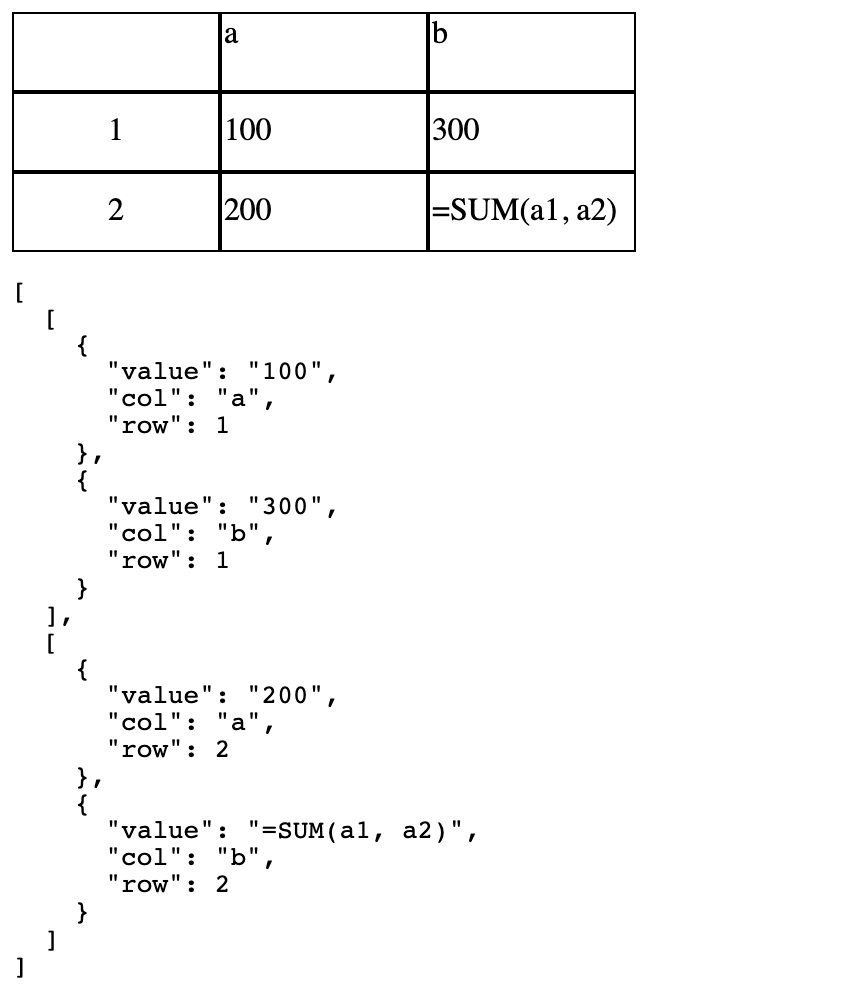 a b
1 100 300
2 200 =SUM(a1, a2)
[
  [
    {
      "value": "100",
      "col": "a",
      "row": 1
    },
    {
      "value": "300",
      "col": "b",
      "row": 1
    }
  ],
  [
    {
      "value": "200",
      "col": "a",
      "row": 2
    },
    {
      "value": "=SUM(a1, a2)",
      "col": "b",
      "row": 2
    }
  ]
]